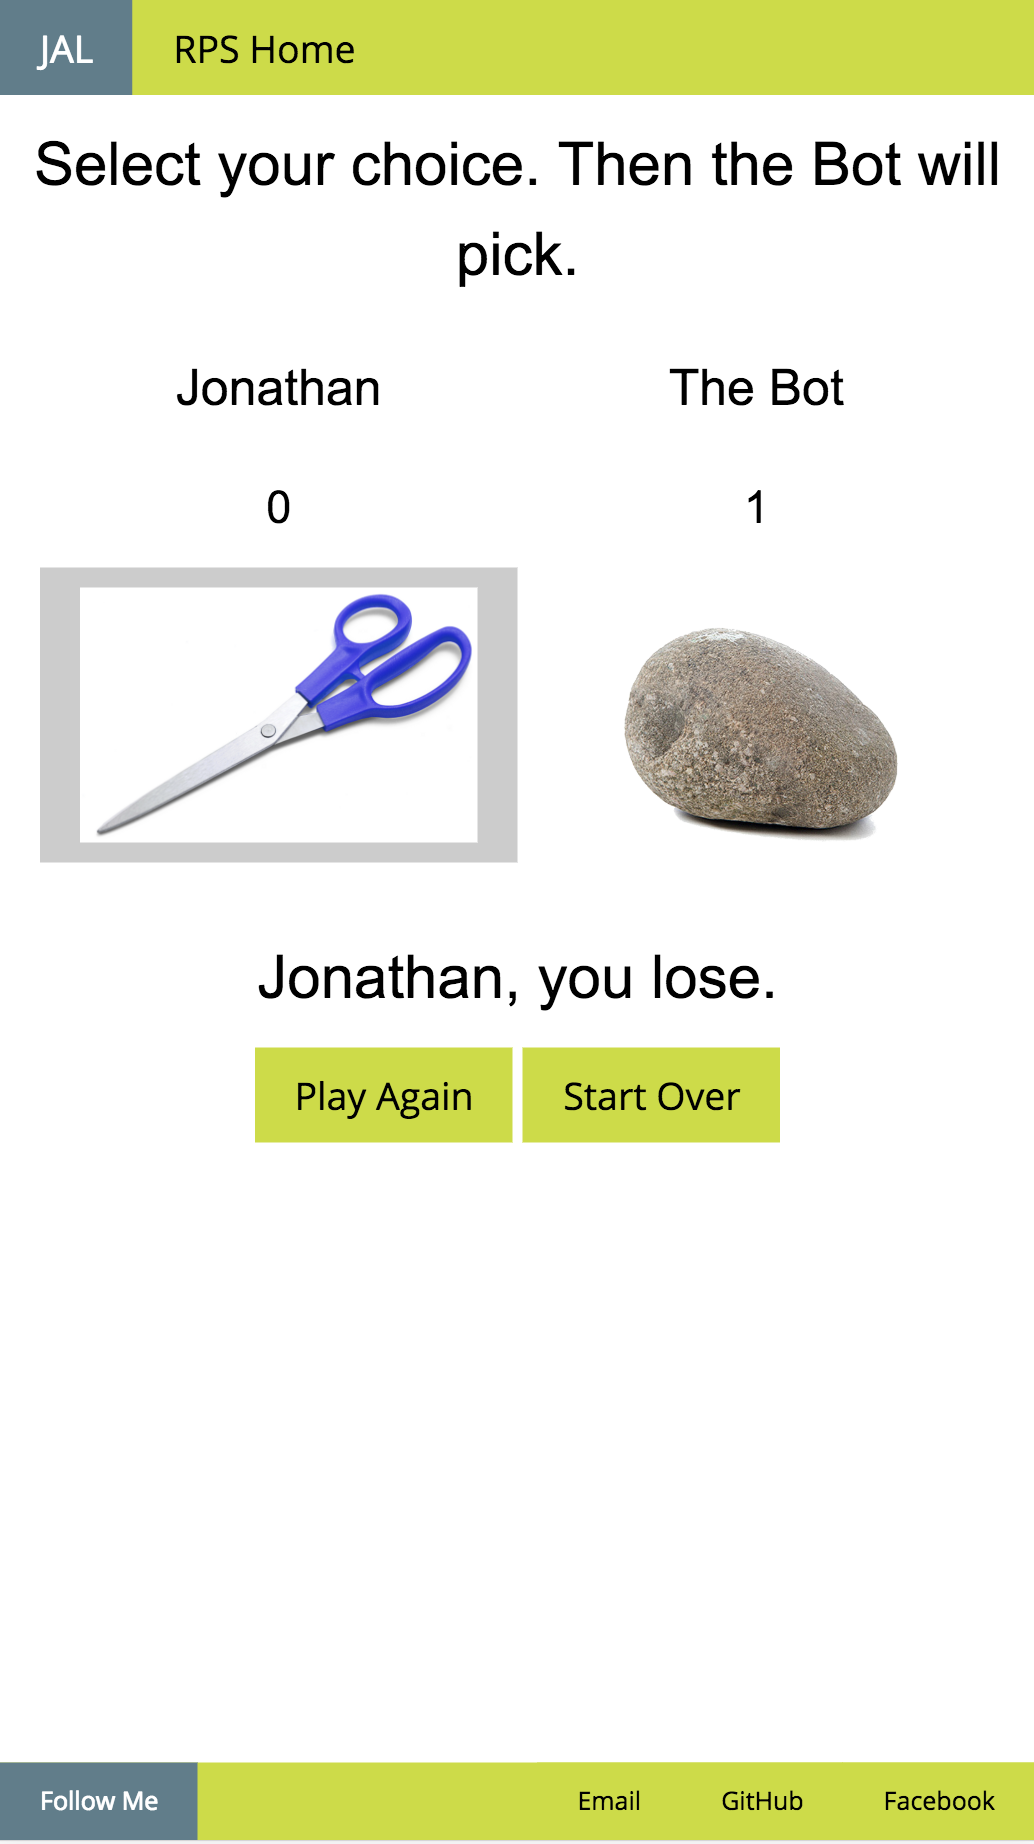 JAL RPS Home
Select your choice. Then the Bot will
pick.
Jonathan The Bot
0 1
Jonathan, you lose.
Play Again Start Over
Follow Me Email GitHub Facebook